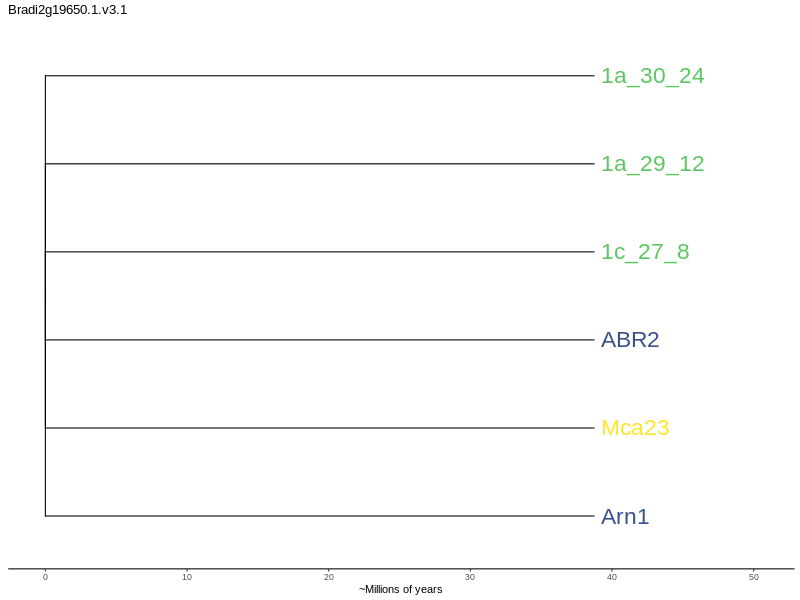 Bradi2g19650.1.v3.1
1a_30_24
1a_29_12
1c_27_8
ABR2
Mca23
Arn1
0 10 20 30 40 50
~Millions of years